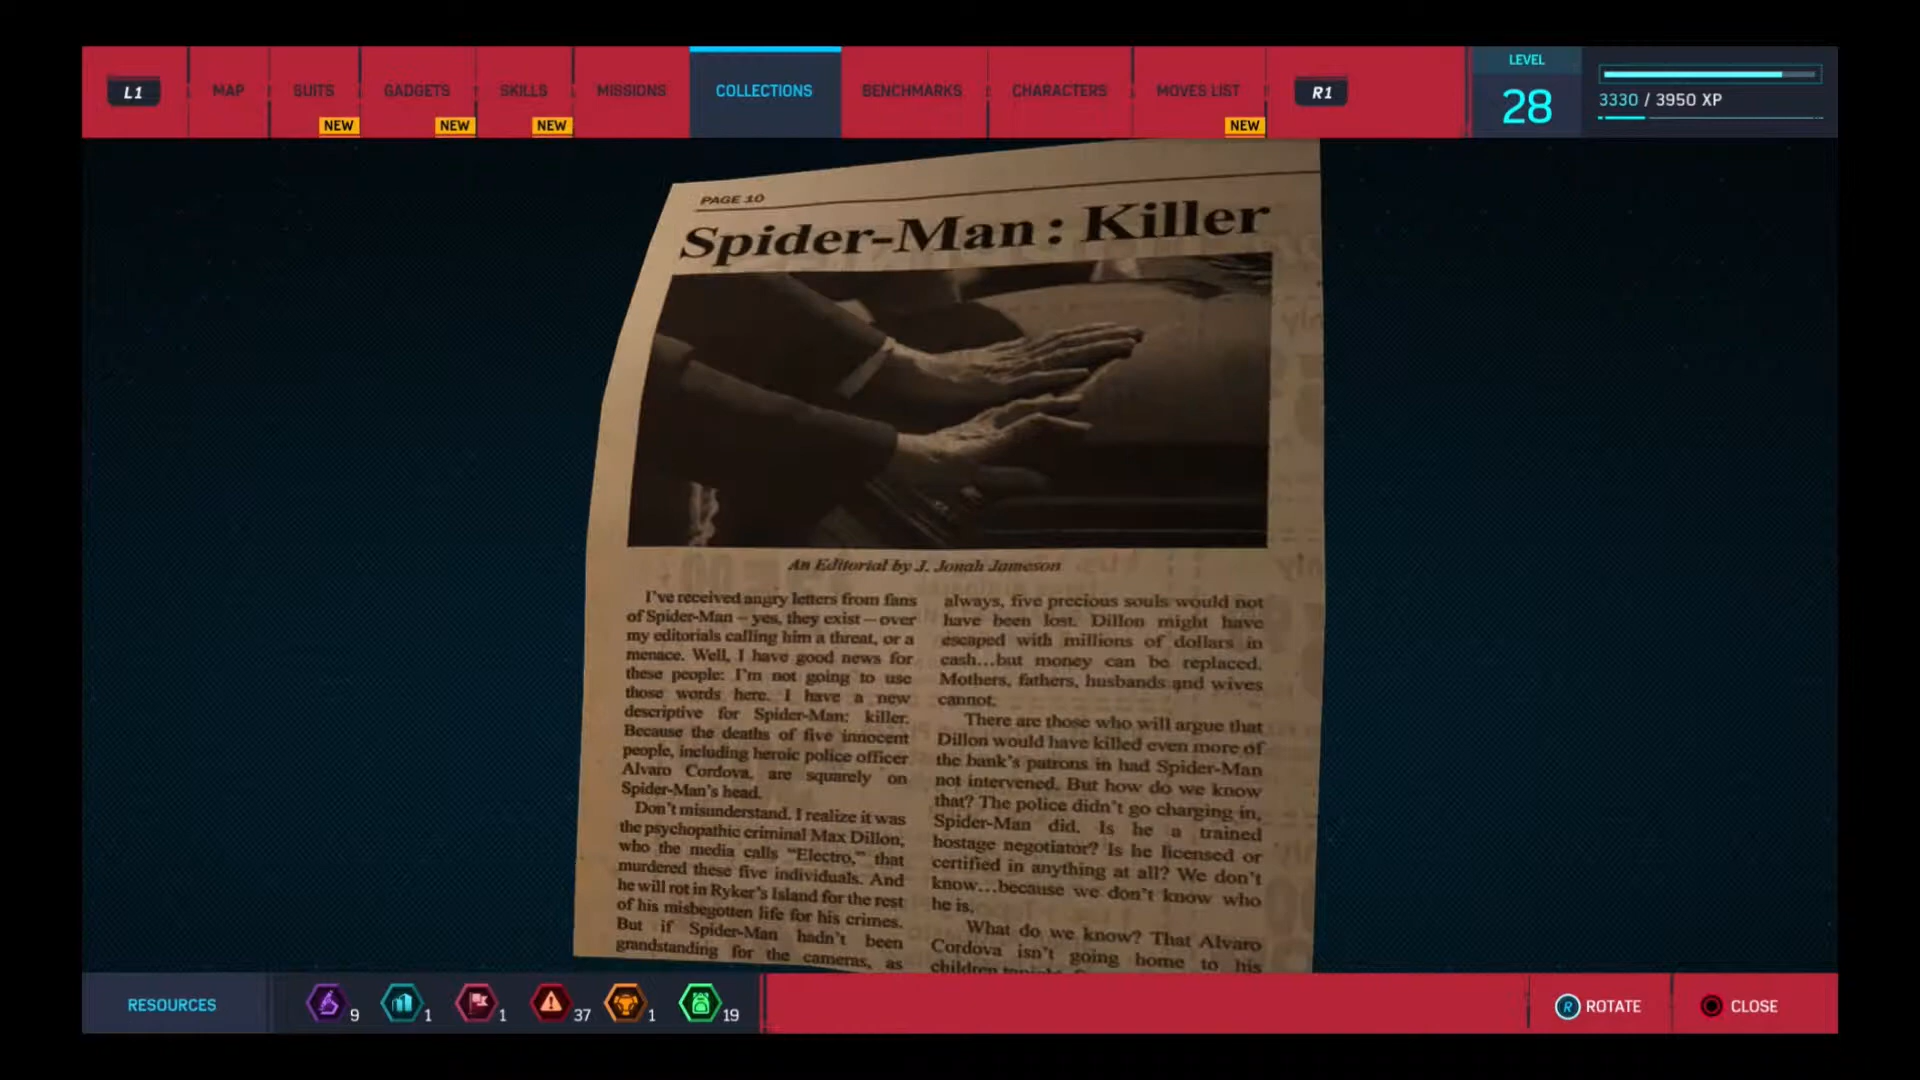 L1
MAP
SUITS
NEW
GADGETS
NEW
SKILLS
NEW
MISSIONS
COLLECTIONS
BENCHMARKS
CHARACTERS
MOVES LIST
NEW
R1
LEVEL
28
3330 / 3950 XP
PAGE 10
Spider-Man : Killer
An Editorial by J. Jonah Jameson
I've received angry letters from fans
of Spider-Man – yes, they exist – over
my editorials calling him a threat, or a
menace. Well, I have good news for
these people: I'm not going to use
those words here. I have a new
descriptive for Spider-Man: killer.
Because the deaths of five innocent
people, including heroic police officer
Alvaro Cordova, are squarely on
Spider-Man's head.
Don't misunderstand. I realize it was
the psychopathic criminal Max Dillon,
who the media calls "Electro," that
murdered these five individuals. And
he will rot in Ryker's Island for the rest
of his misbegotten life for his crimes.
But if Spider-Man hadn't been
grandstanding for the cameras, as
always, five precious souls would not
have been lost. Dillon might have
escaped with millions of dollars in
cash...but money can be replaced.
Mothers, fathers, husbands and wives
cannot.
There are those who will argue that
Dillon would have killed even more of
the bank's patrons in had Spider-Man
not intervened. But how do we know
that? The police didn't go charging in,
Spider-Man did. Is he a trained
hostage negotiator? Is he licensed or
certified in anything at all? We don't
know...because we don't know who
he is.
What do we know? That Alvaro
Cordova isn't going home to his
children
RESOURCES
9
1
1
37
1
19
R ROTATE
CLOSE